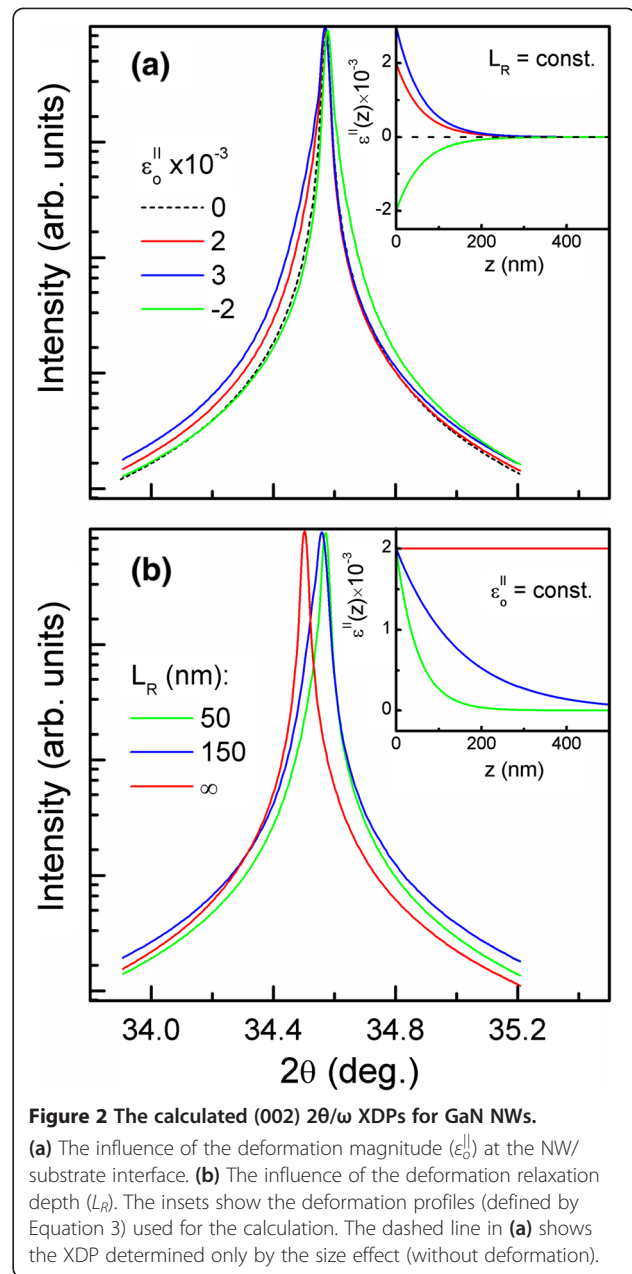 (a)
ε₀^∥ x10⁻³
0
2
3
-2
Intensity (arb. units)
L_R = const.
ε^∥(z)×10⁻³
2
0
-2
0 200 400
z (nm)
(b)
L_R (nm):
50
150
∞
Intensity (arb. units)
ε₀^∥ = const.
ε^∥(z)×10⁻³
2
1
0
0 200 400
z (nm)
34.0 34.4 34.8 35.2
2θ (deg.)
Figure 2 The calculated (002) 2θ/ω XDPs for GaN NWs.
(a) The influence of the deformation magnitude (ε₀^∥) at the NW/
substrate interface. (b) The influence of the deformation relaxation
depth (L_R). The insets show the deformation profiles (defined by
Equation 3) used for the calculation. The dashed line in (a) shows
the XDP determined only by the size effect (without deformation).